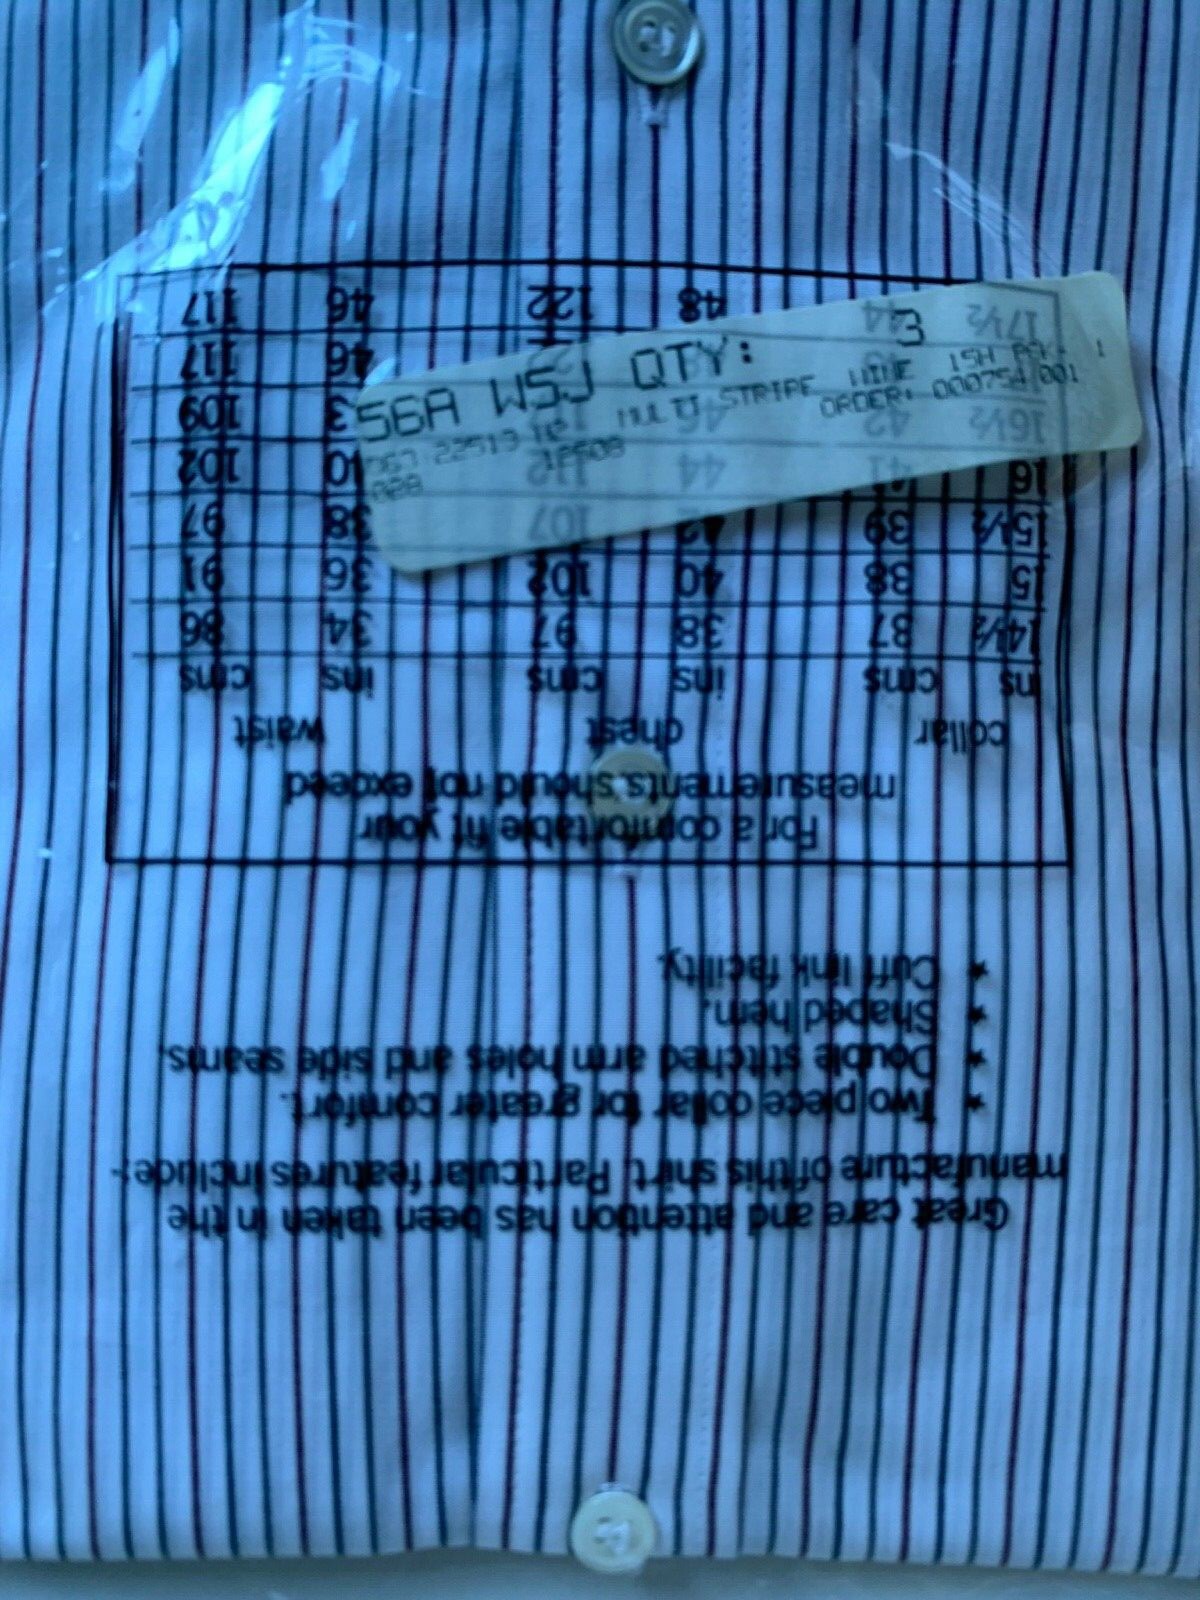 Great care and attention has been taken in the
manufacture of this shirt. Particular features include:-
★ Two piece collar for greater comfort.
★ Double stitched arm holes and side seams.
★ Shaped hem.
★ Cuff link facility.
For a comfortable fit your
measurements should not exceed
collar chest waist
ins cms ins cms ins cms
14½ 37 38 97 34 86
15 38 40 102 36 91
15½ 39 42 107 38 97
16 41 44 112 40 102
16½ 42 46 109
46 117
17½ 44 48 122 46 117
56A WSJ QTY: 3
22513 MULTI STRIPE 1
ORDER: